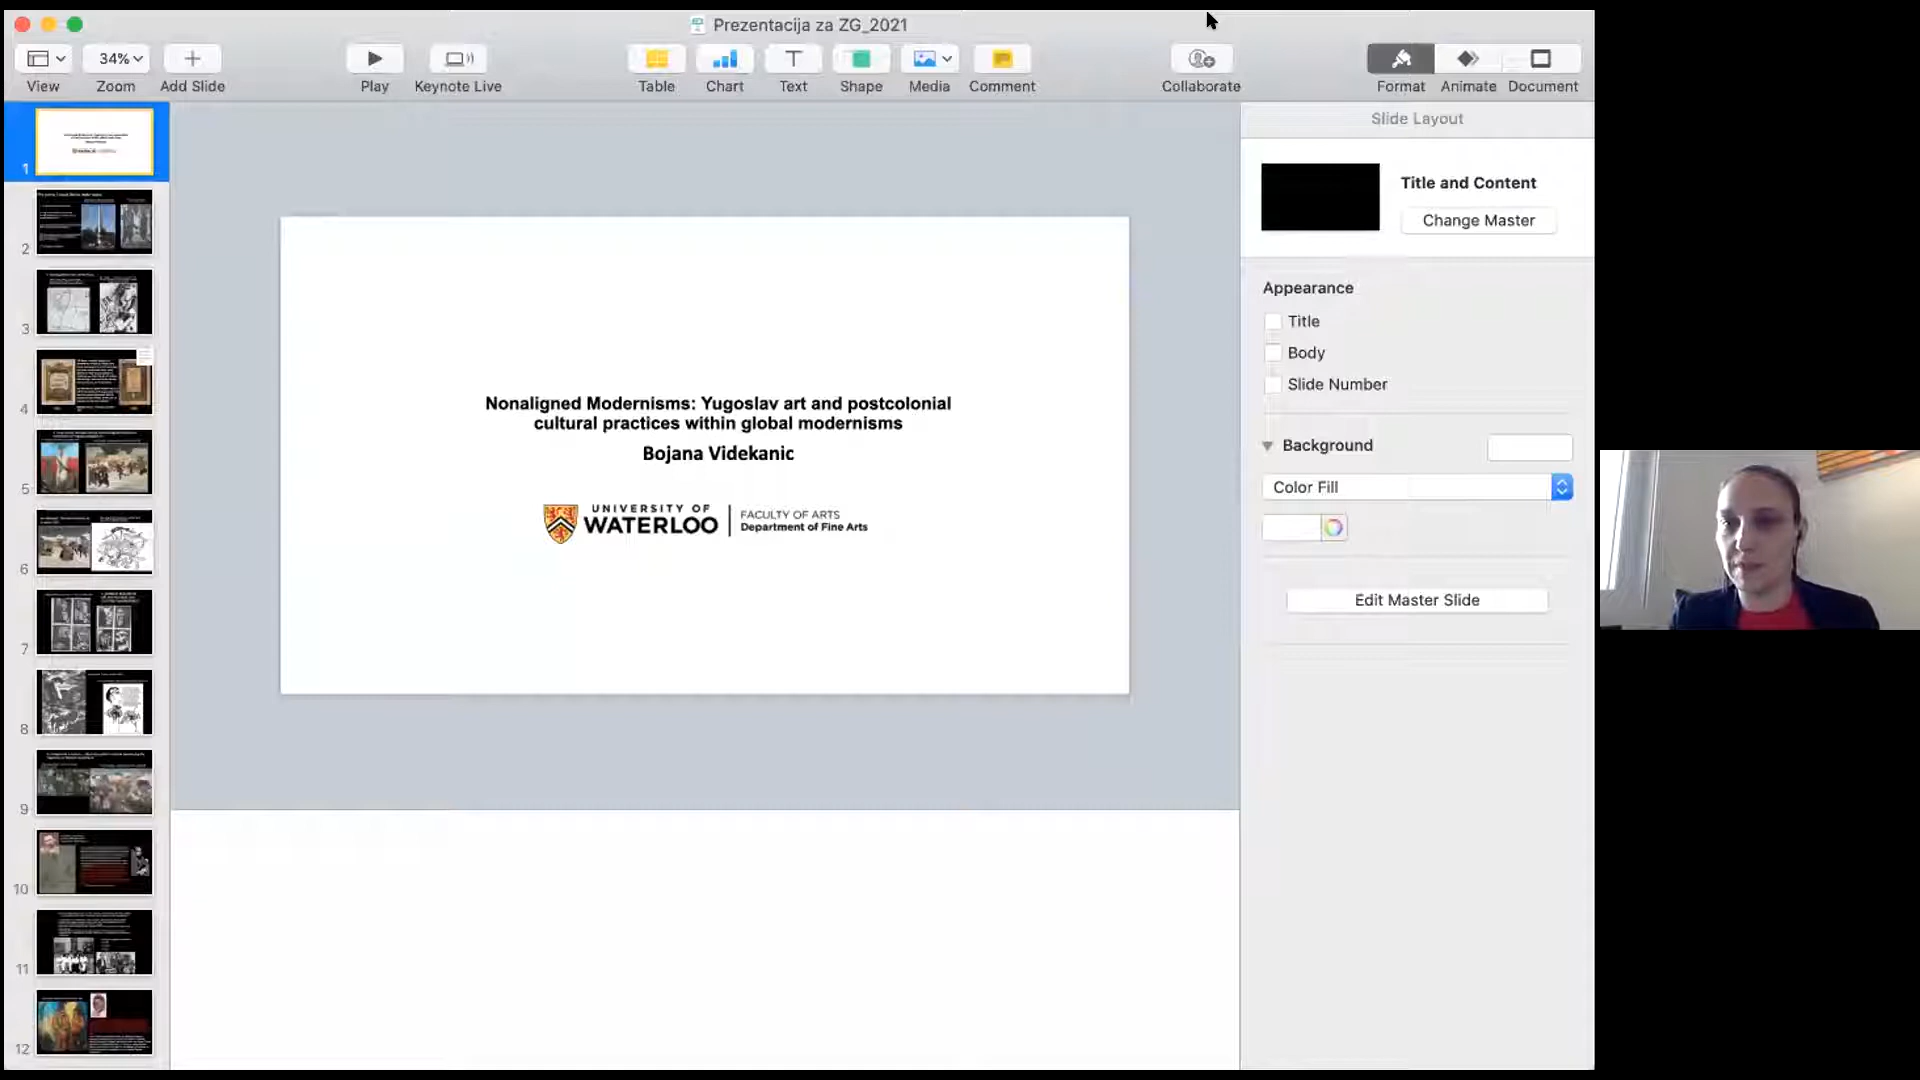 Prezentacija za ZG_2021
34%
View
Zoom
Add Slide
Play
Keynote Live
Table
Chart
Text
Shape
Media
Comment
Collaborate
Format
Animate
Document
1
2
3
4
5
6
7
8
9
10
11
12
Nonaligned Modernisms: Yugoslav art and postcolonial
cultural practices within global modernisms
Bojana Videkanic
UNIVERSITY OF
WATERLOO
FACULTY OF ARTS
Department of Fine Arts
Slide Layout
Title and Content
Change Master
Appearance
Title
Body
Slide Number
Background
Color Fill
Edit Master Slide